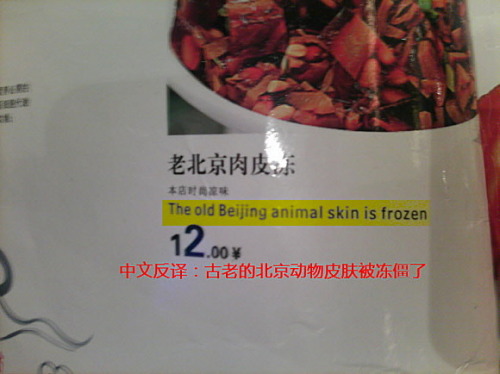 老北京肉皮冻
本店时尚凉味
The old Beijing animal skin is frozen
12.00¥
中文反译：古老的北京动物皮肤被冻僵了